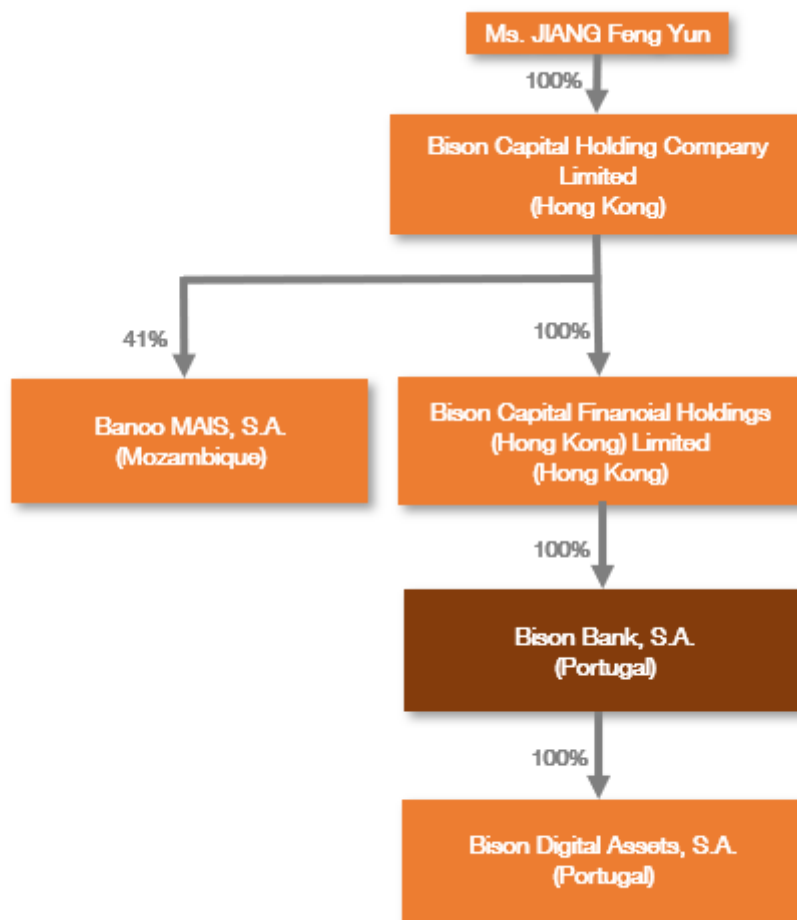 Ms. JIANG Feng Yun
100%
Bison Capital Holding Company
Limited
(Hong Kong)
41%
100%
Banco MAIS, S.A.
(Mozambique)
Bison Capital Financial Holdings
(Hong Kong) Limited
(Hong Kong)
100%
Bison Bank, S.A.
(Portugal)
100%
Bison Digital Assets, S.A.
(Portugal)